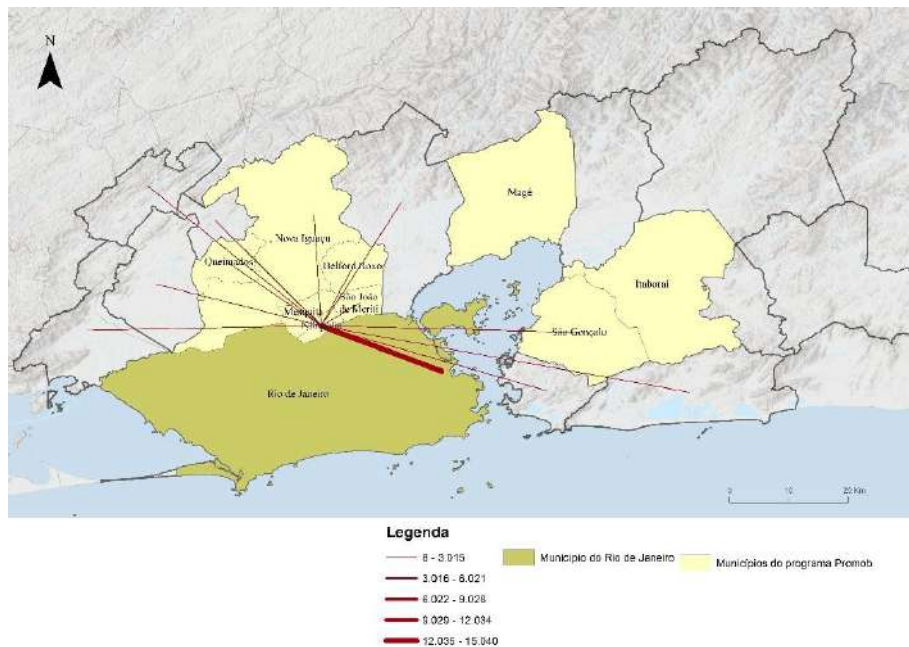 N
Magé
Nova Iguaçu
Queimados
Belford Roxo
Itaboraí
São João
de Meriti
Mesquita
São Gonçalo
Rio de Janeiro
0 10 20 Km
Legenda
6 - 3.015
3.016 - 6.021
6.022 - 9.028
9.029 - 12.034
12.035 - 15.040
Município do Rio de Janeiro
Municípios do programa Promob